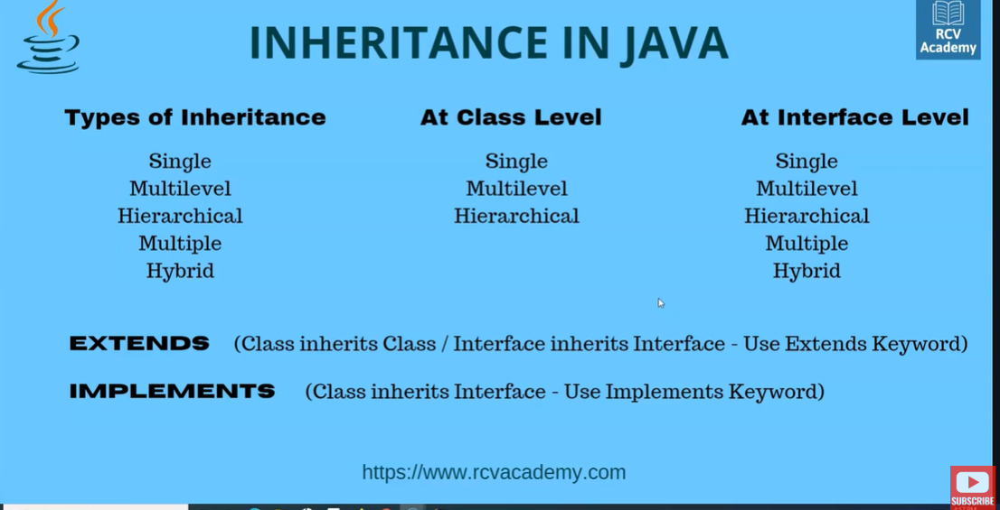 INHERITANCE IN JAVA
RCV
Academy
Types of Inheritance
Single
Multilevel
Hierarchical
Multiple
Hybrid
At Class Level
Single
Multilevel
Hierarchical
At Interface Level
Single
Multilevel
Hierarchical
Multiple
Hybrid
EXTENDS (Class inherits Class / Interface inherits Interface - Use Extends Keyword)
IMPLEMENTS (Class inherits Interface - Use Implements Keyword)
https://www.rcvacademy.com
SUBSCRIBE